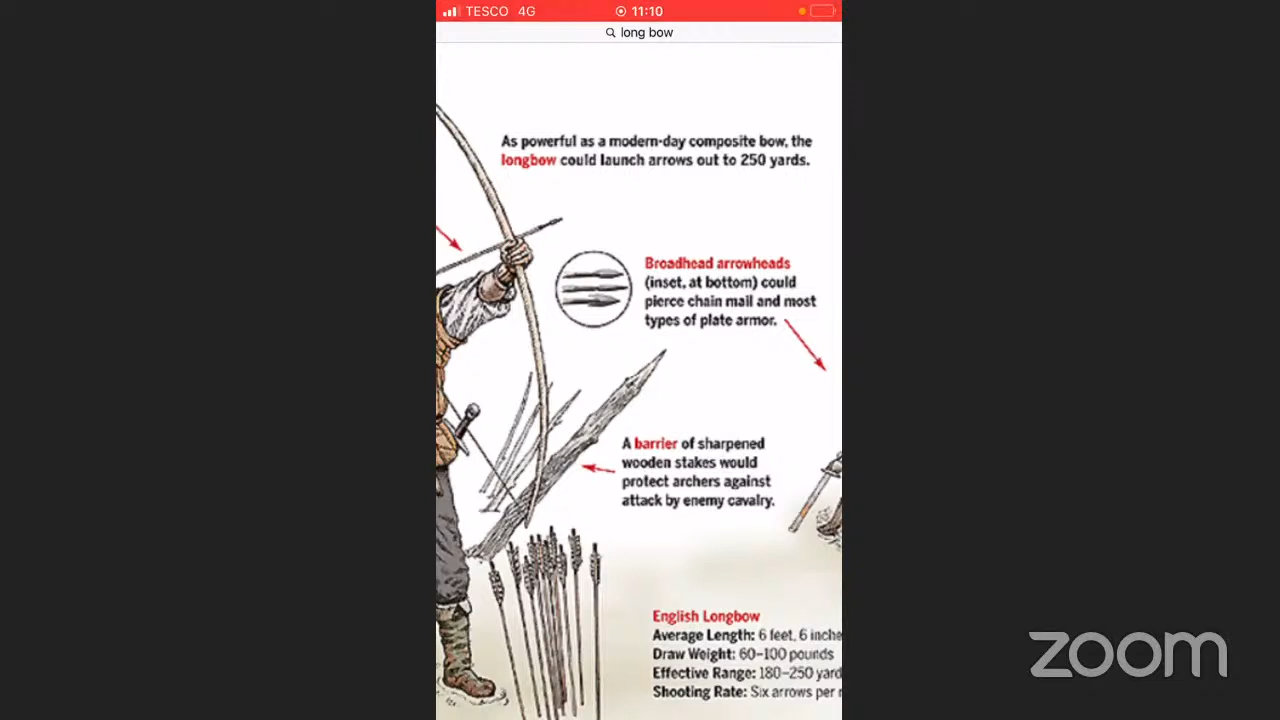 TESCO 4G 11:10
long bow
As powerful as a modern-day composite bow, the
longbow could launch arrows out to 250 yards.
Broadhead arrowheads
(inset, at bottom) could
pierce chain mail and most
types of plate armor.
A barrier of sharpened
wooden stakes would
protect archers against
attack by enemy cavalry.
English Longbow
Average Length: 6 feet, 6 inche
Draw Weight: 60–100 pounds
Effective Range: 180–250 yard
Shooting Rate: Six arrows per
zoom